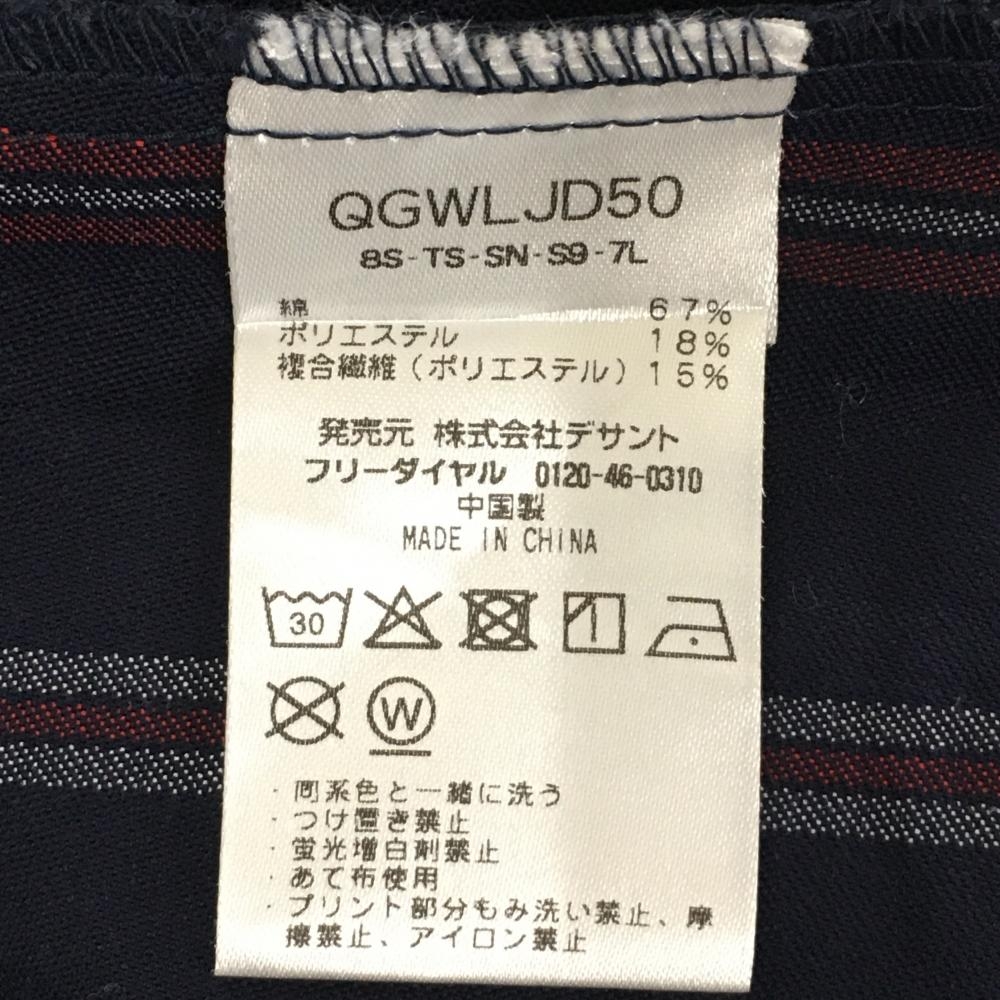 QGWLJD50
8S-TS-SN-S9-7L
綿 67%
ポリエステル 18%
複合繊維(ポリエステル) 15%
発売元 株式会社デサント
フリーダイヤル 0120-46-0310
中国製
MADE IN CHINA
30
W
・同系色と一緒に洗う
・つけ置き禁止
・蛍光増白剤禁止
・あて布使用
・プリント部分もみ洗い禁止、摩
擦禁止、アイロン禁止